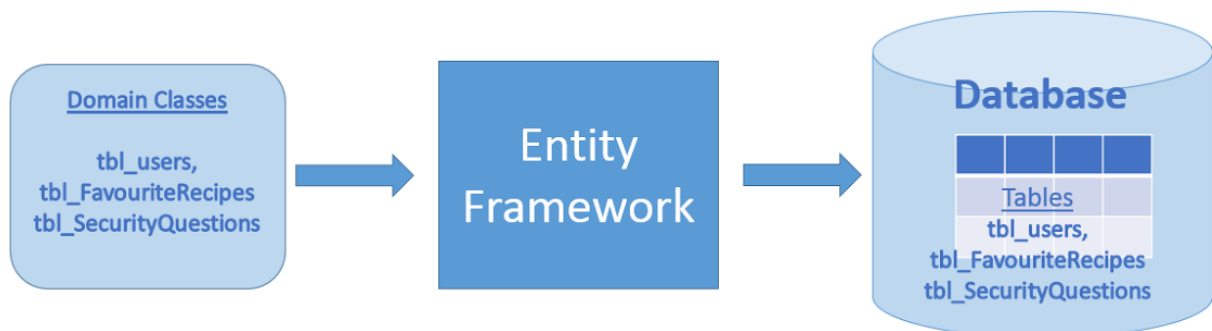 Domain Classes
tbl_users,
tbl_FavouriteRecipes
tbl_SecurityQuestions
Entity
Framework
Database
Tables
tbl_users,
tbl_FavouriteRecipes
tbl_SecurityQuestions